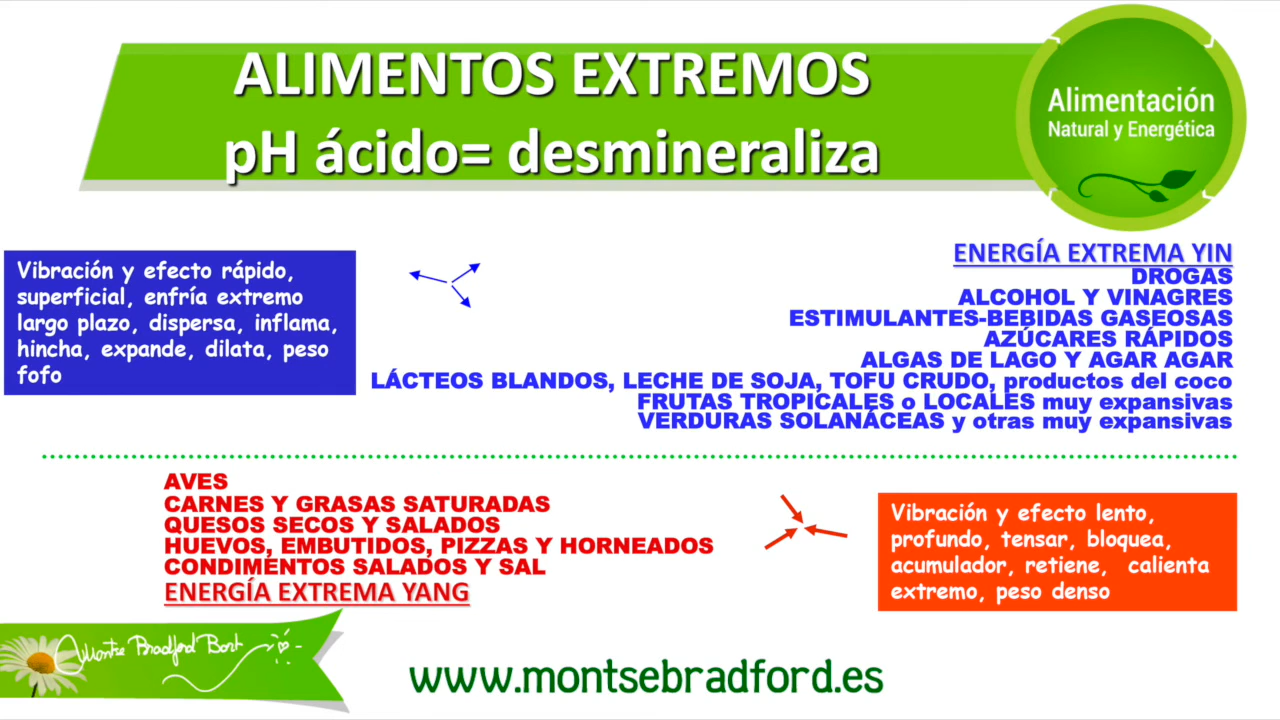 ALIMENTOS EXTREMOS
pH ácido= desmineraliza
Alimentación
Natural y Energética
Vibración y efecto rápido,
superficial, enfría extremo
largo plazo, dispersa, inflama,
hincha, expande, dilata, peso
fofo
ENERGÍA EXTREMA YIN
DROGAS
ALCOHOL Y VINAGRES
ESTIMULANTES-BEBIDAS GASEOSAS
AZÚCARES RÁPIDOS
ALGAS DE LAGO Y AGAR AGAR
LÁCTEOS BLANDOS, LECHE DE SOJA, TOFU CRUDO, productos del coco
FRUTAS TROPICALES o LOCALES muy expansivas
VERDURAS SOLANÁCEAS y otras muy expansivas
AVES
CARNES Y GRASAS SATURADAS
QUESOS SECOS Y SALADOS
HUEVOS, EMBUTIDOS, PIZZAS Y HORNEADOS
CONDIMENTOS SALADOS Y SAL
ENERGÍA EXTREMA YANG
Vibración y efecto lento,
profundo, tensar, bloquea,
acumulador, retiene, calienta
extremo, peso denso
Montse Bradford Bort
www.montsebradford.es